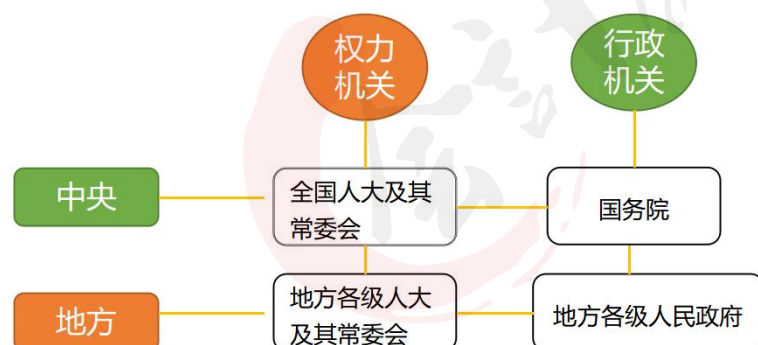 权力
机关
行政
机关
中央
全国人大及其
常委会
国务院
地方
地方各级人大
及其常委会
地方各级人民政府